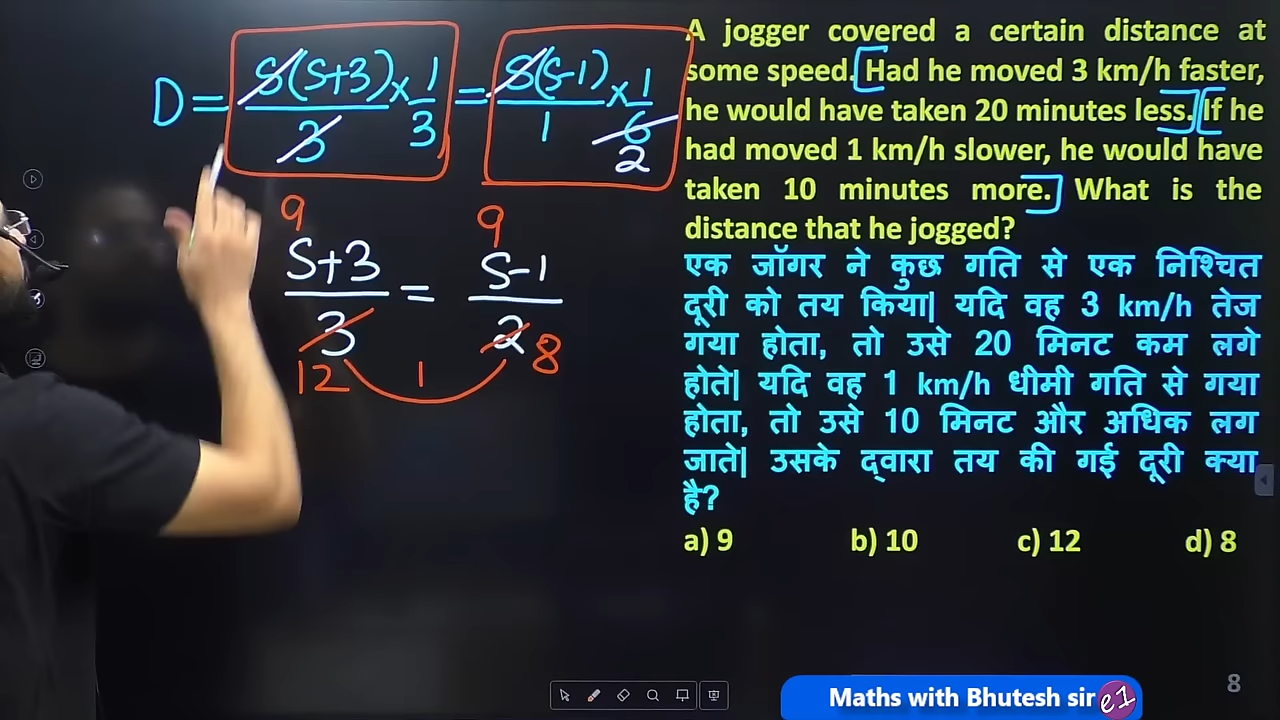 D = S(S+3)/3 × 1/3 = S(S-1)/1 × 1/6
2
9 9
S+3/3 = S-1/2
12 1 8
A jogger covered a certain distance at
some speed. Had he moved 3 km/h faster,
he would have taken 20 minutes less. If he
had moved 1 km/h slower, he would have
taken 10 minutes more. What is the
distance that he jogged?
एक जॉगर ने कुछ गति से एक निश्चित
दूरी को तय किया| यदि वह 3 km/h तेज
गया होता, तो उसे 20 मिनट कम लगे
होते| यदि वह 1 km/h धीमी गति से गया
होता, तो उसे 10 मिनट और अधिक लग
जाते| उसके द्वारा तय की गई दूरी क्या
है?
a) 9 b) 10 c) 12 d) 8
8
Maths with Bhutesh sir e1